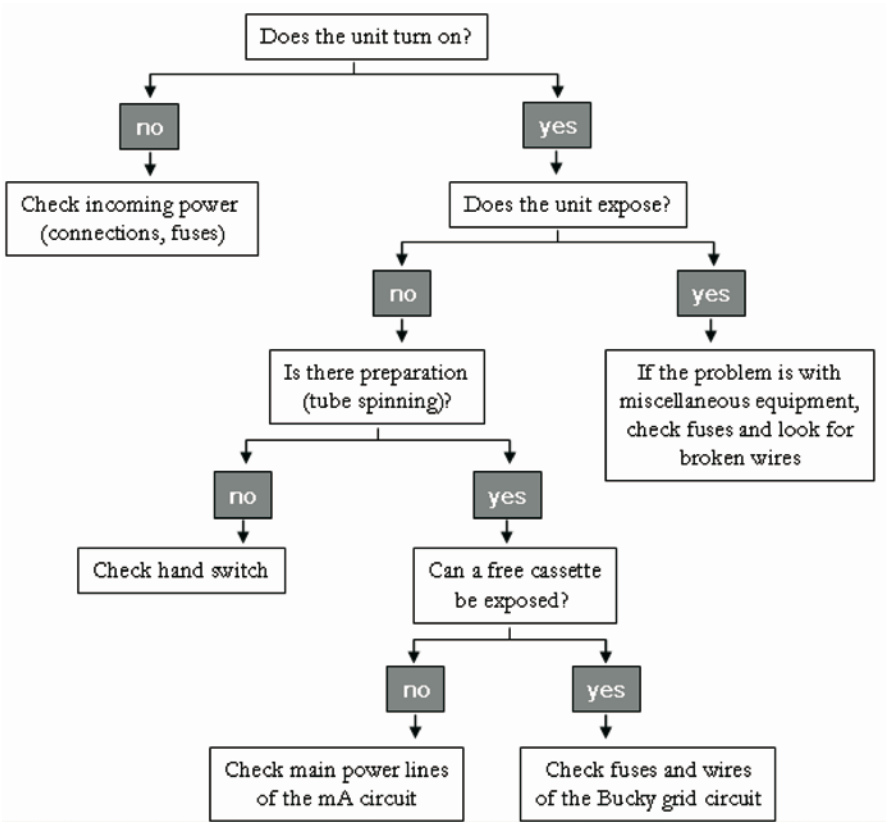 Does the unit turn on?
no
yes
Check incoming power
(connections, fuses)
Does the unit expose?
no
yes
Is there preparation
(tube spinning)?
If the problem is with
miscellaneous equipment,
check fuses and look for
broken wires
no
yes
Check hand switch
Can a free cassette
be exposed?
no
yes
Check main power lines
of the mA circuit
Check fuses and wires
of the Bucky grid circuit